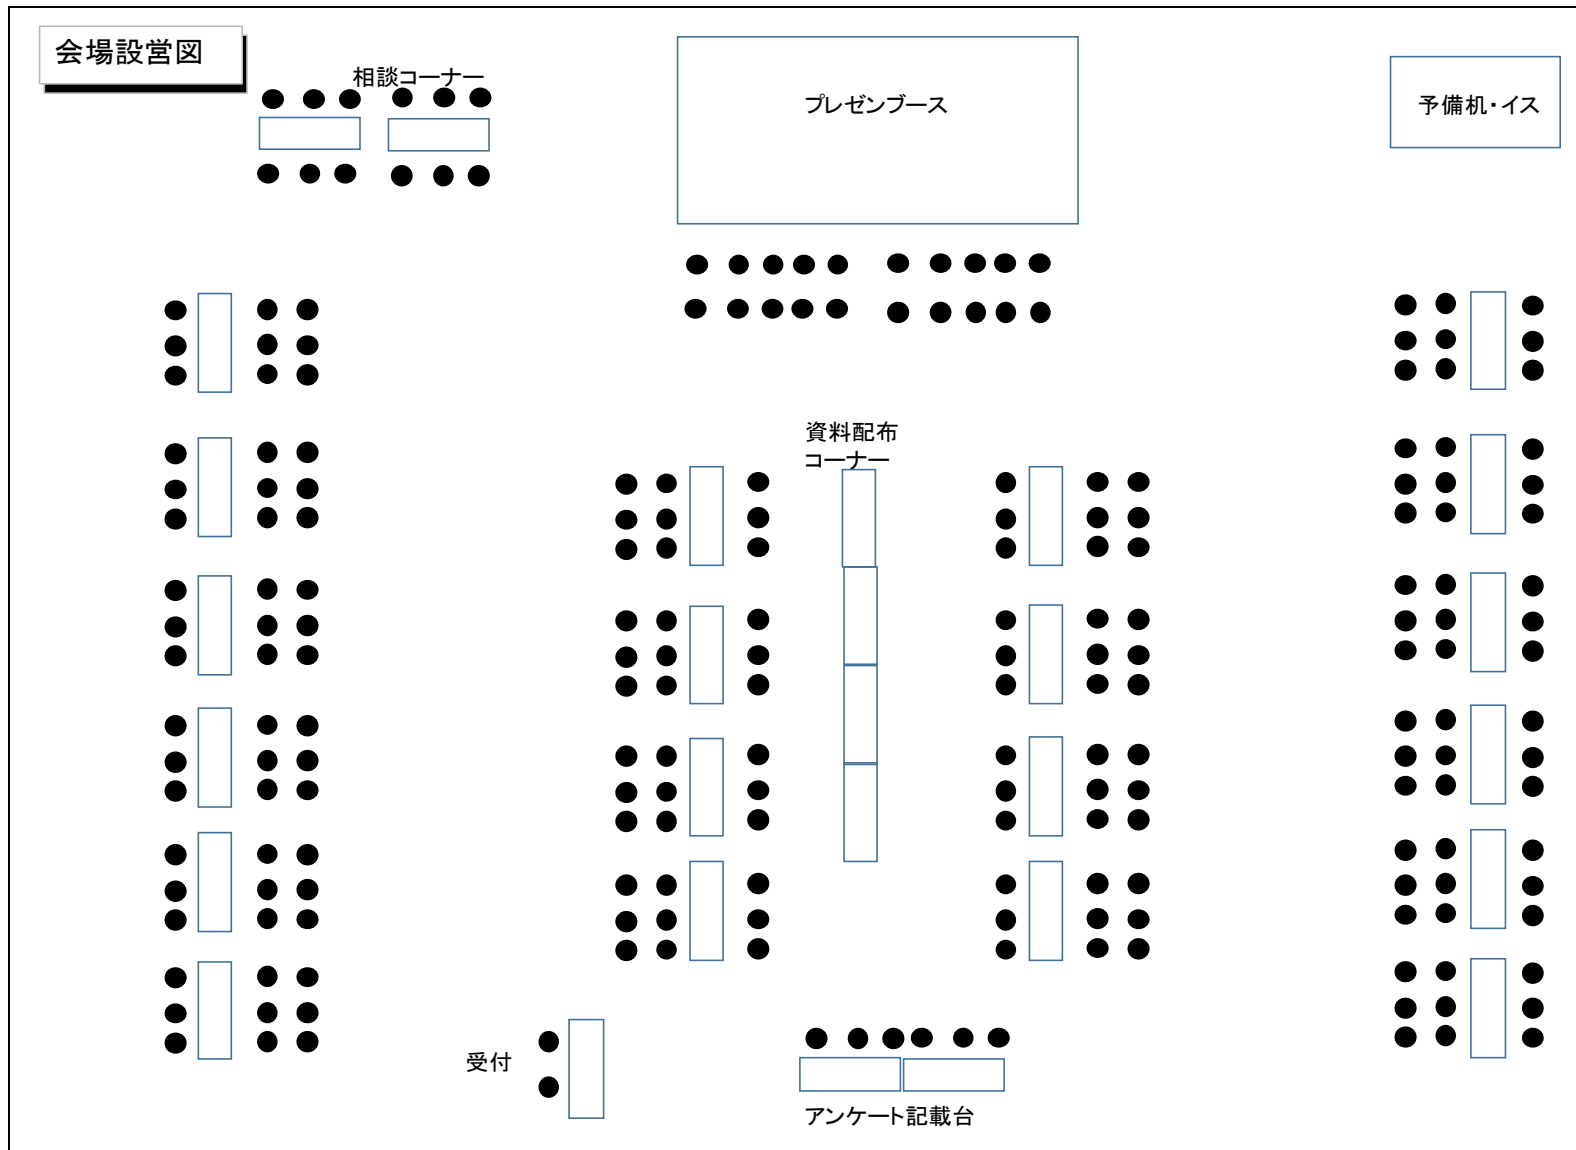 会場設営図
相談コーナー
プレゼンブース
予備机・イス
資料配布
コーナー
受付
アンケート記載台